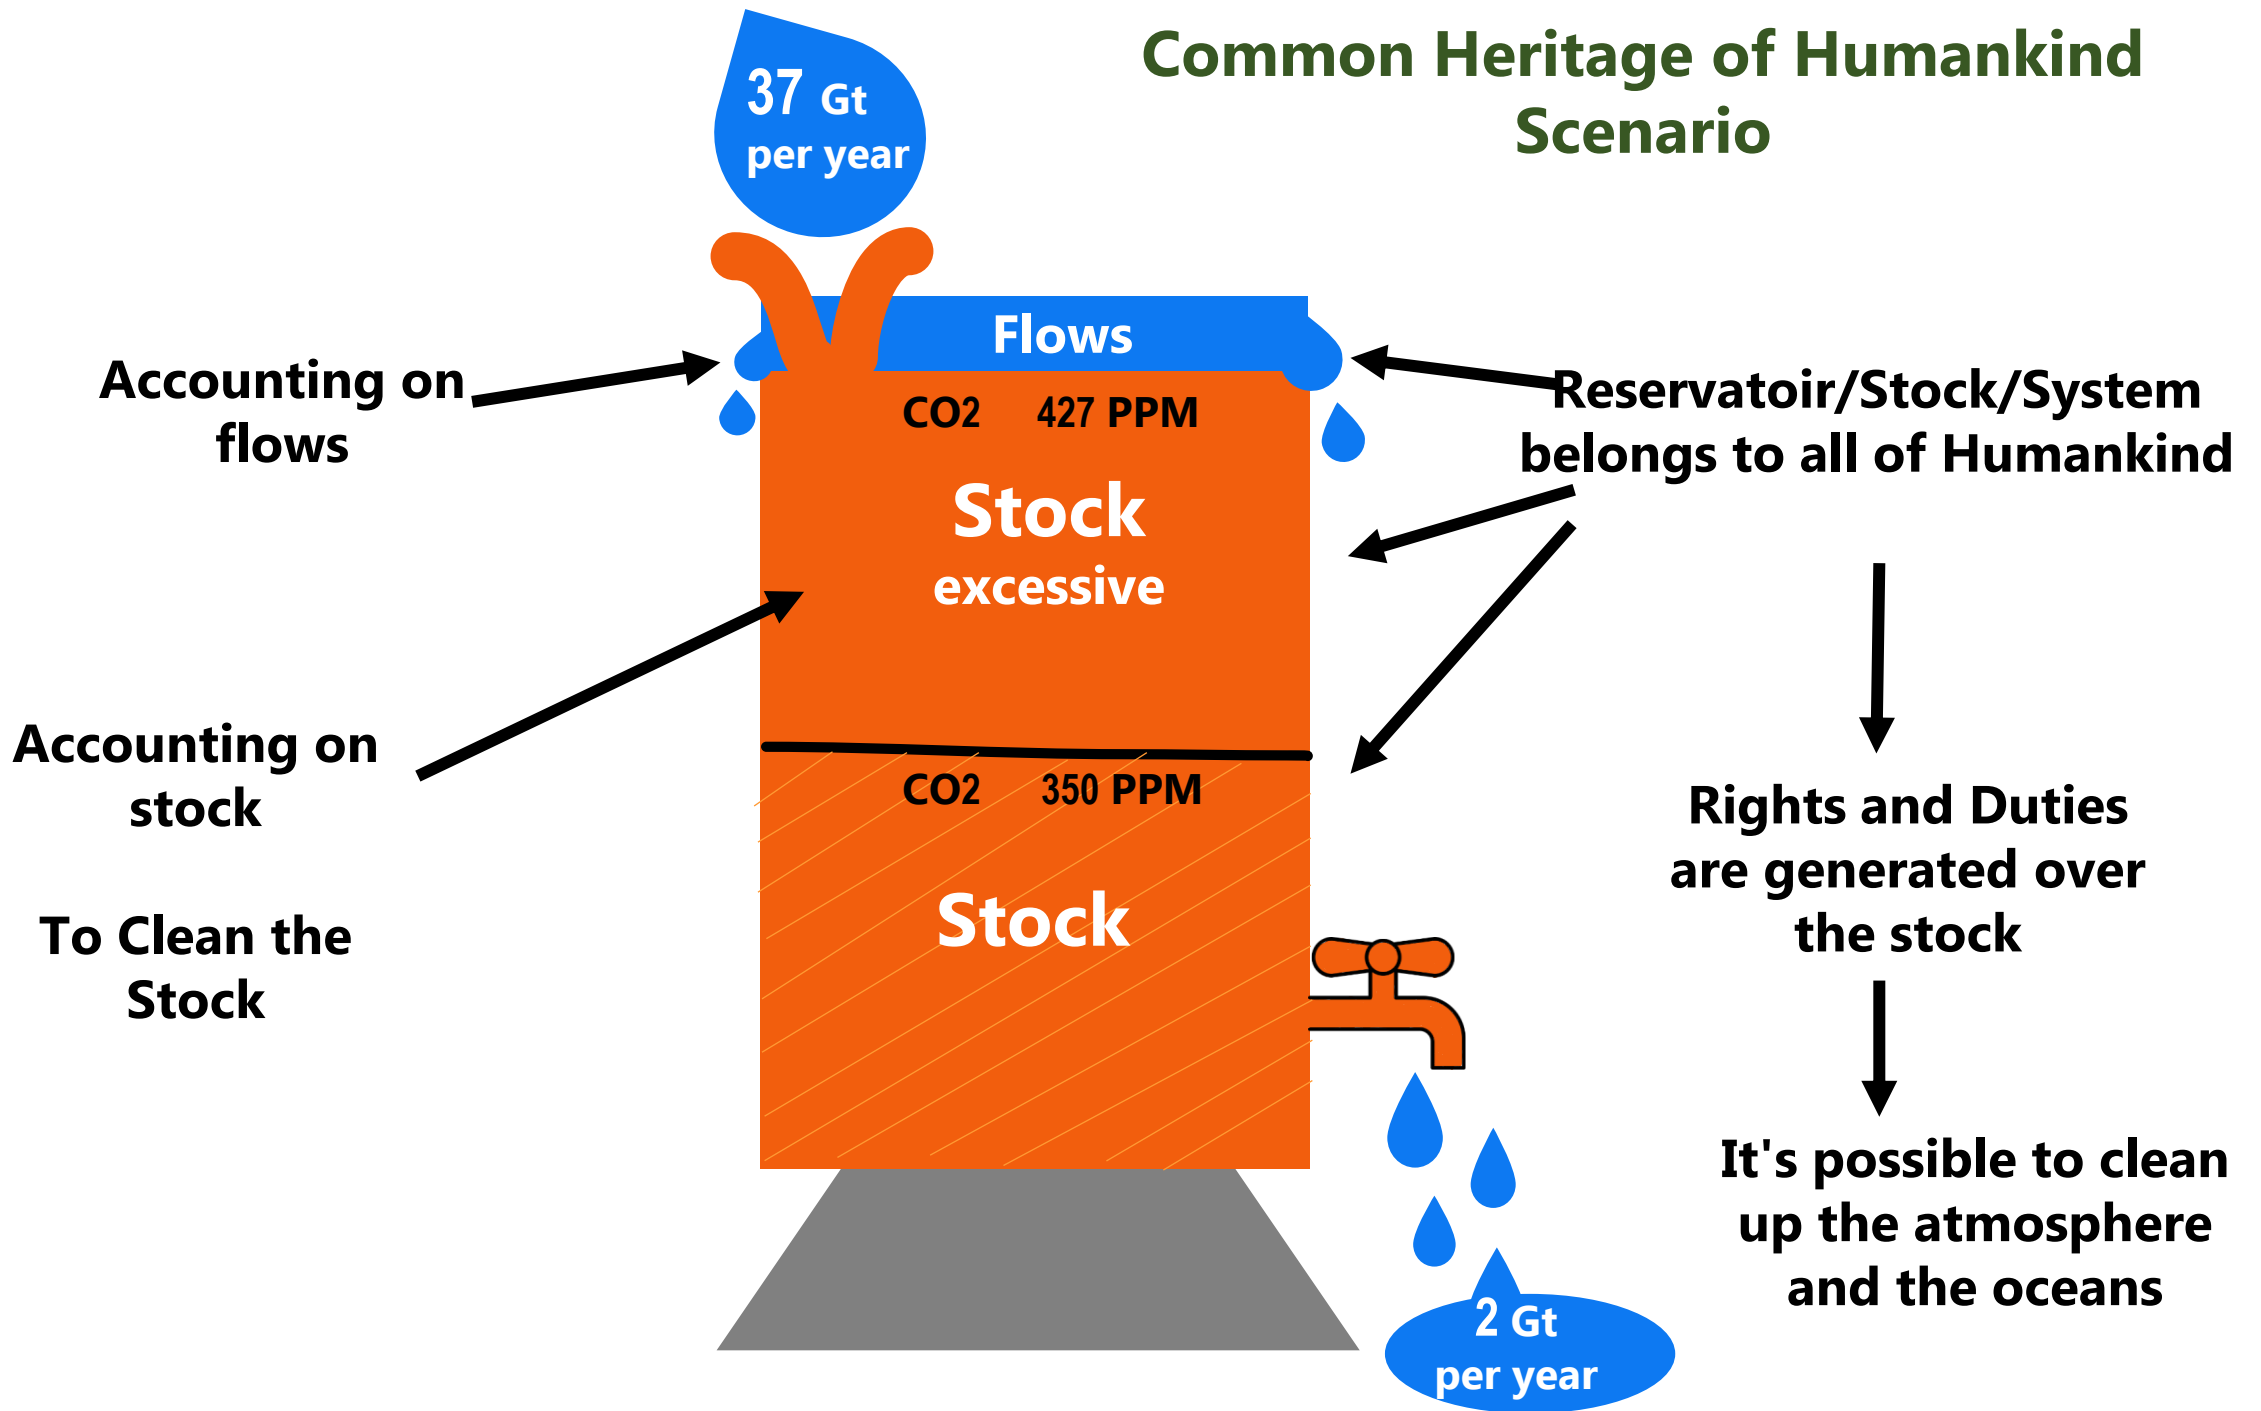 Common Heritage of Humankind
Scenario
37 Gt
per year
Flows
Accounting on
flows
CO2 427 PPM
Stock
excessive
Reservatoir/Stock/System
belongs to all of Humankind
Accounting on
stock
To Clean the
Stock
CO2 350 PPM
Stock
Rights and Duties
are generated over
the stock
It's possible to clean
up the atmosphere
and the oceans
2 Gt
per year